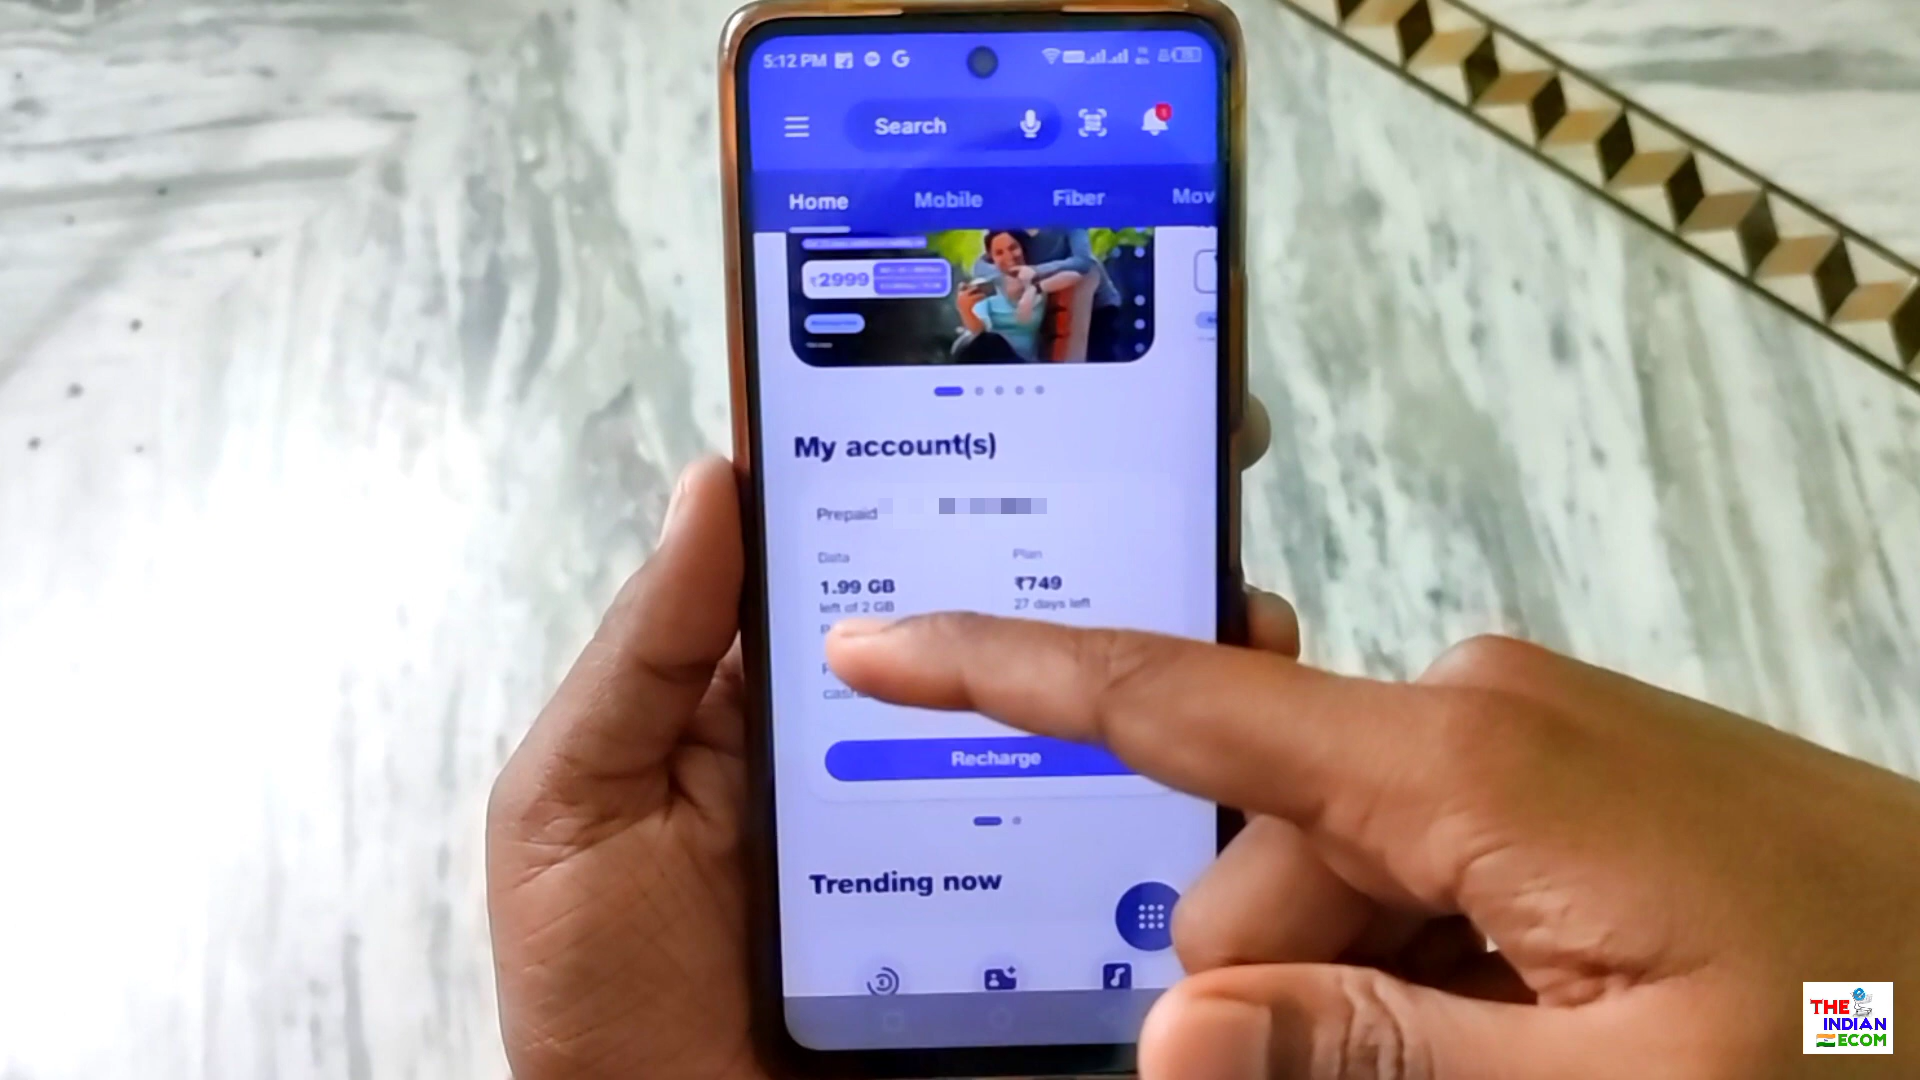 5:12 PM
Search
Home Mobile Fiber Mov
₹2999
My account(s)
Prepaid
Data Plan
1.99 GB ₹749
left of 2 GB 27 days left
Recharge
Trending now
THE
INDIAN
ECOM